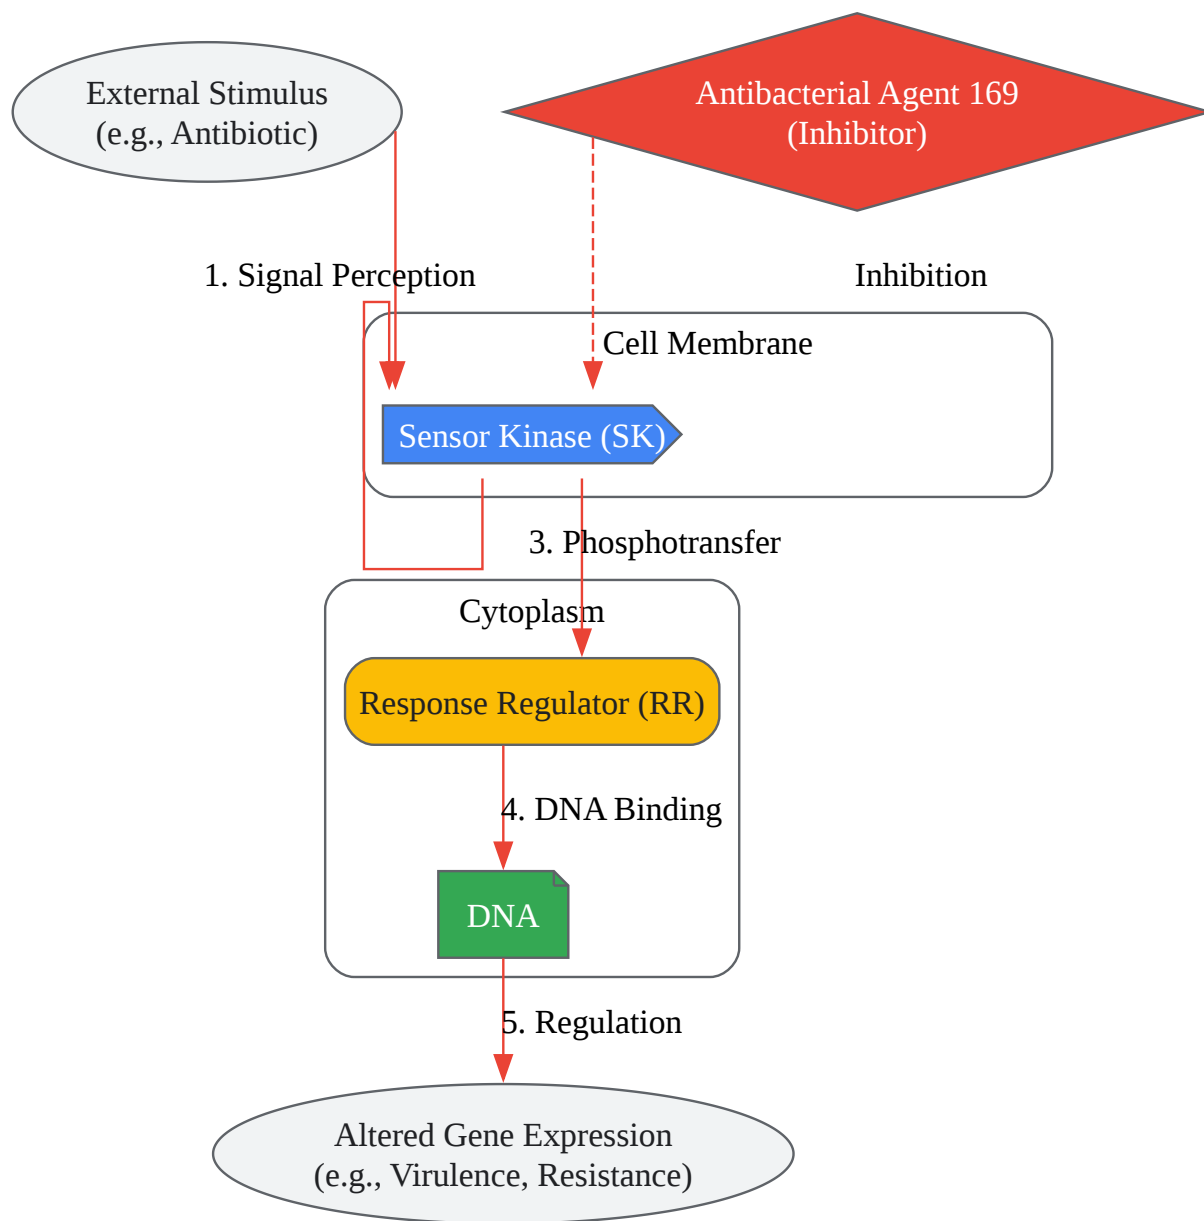 External Stimulus
(e.g., Antibiotic)
Antibacterial Agent 169
(Inhibitor)
1. Signal Perception
Inhibition
Cell Membrane
Sensor Kinase (SK)
3. Phosphotransfer
Cytoplasm
Response Regulator (RR)
4. DNA Binding
DNA
5. Regulation
Altered Gene Expression
(e.g., Virulence, Resistance)